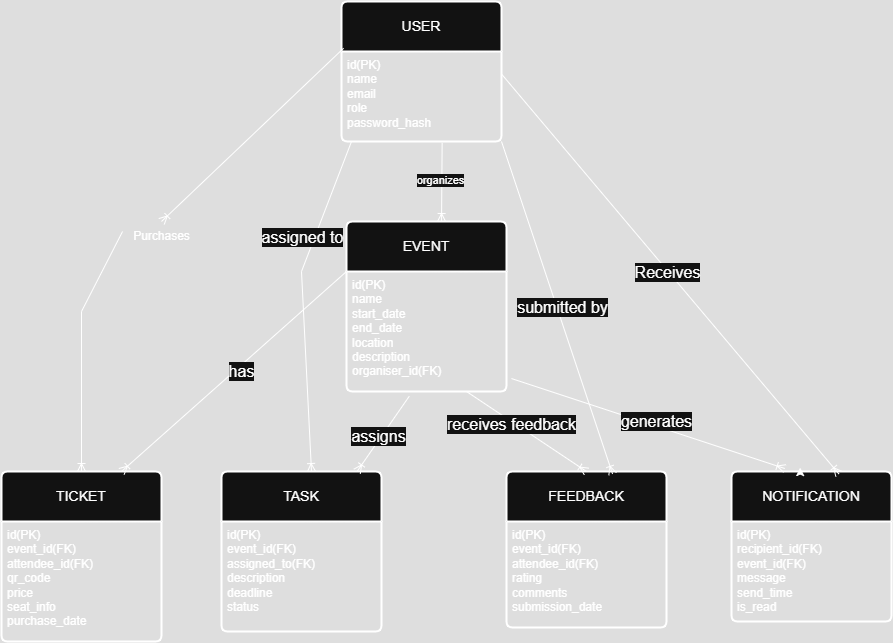 USER
id(PK)
name
email
role
password_hash
organizes
Purchases
assigned to
EVENT
id(PK)
name
start_date
end_date
location
description
organiser_id(FK)
Receives
submitted by
has
assigns
receives feedback
generates
TICKET
id(PK)
event_id(FK)
attendee_id(FK)
qr_code
price
seat_info
purchase_date
TASK
id(PK)
event_id(FK)
assigned_to(FK)
description
deadline
status
FEEDBACK
id(PK)
event_id(FK)
attendee_id(FK)
rating
comments
submission_date
NOTIFICATION
id(PK)
recipient_id(FK)
event_id(FK)
message
send_time
is_read